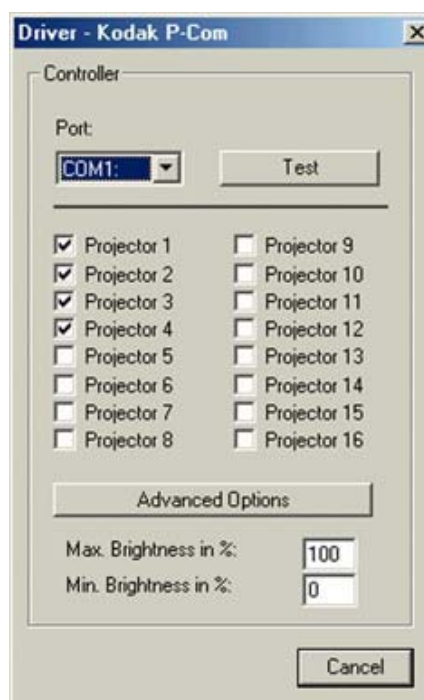 Driver - Kodak P-Com
Controller
Port:
COM1:
Test
Projector 1
Projector 2
Projector 3
Projector 4
Projector 5
Projector 6
Projector 7
Projector 8
Projector 9
Projector 10
Projector 11
Projector 12
Projector 13
Projector 14
Projector 15
Projector 16
Advanced Options
Max. Brightness in %: 100
Min. Brightness in %: 0
Cancel